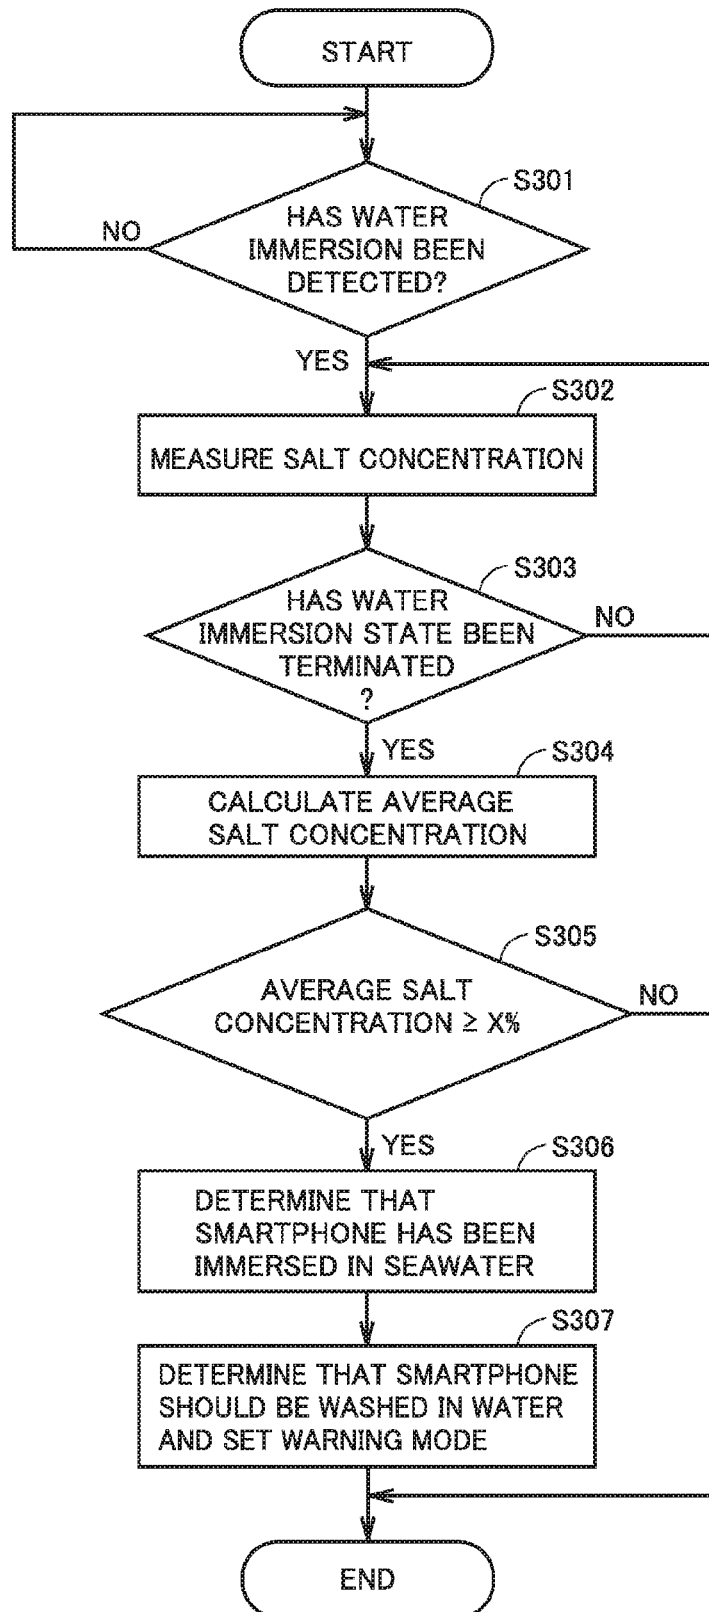 START
S301
HAS WATER
IMMERSION BEEN
DETECTED?
NO
YES
S302
MEASURE SALT CONCENTRATION
S303
HAS WATER
IMMERSION STATE BEEN
TERMINATED
?
NO
YES
S304
CALCULATE AVERAGE
SALT CONCENTRATION
S305
AVERAGE SALT
CONCENTRATION ≥ X%
NO
YES
S306
DETERMINE THAT
SMARTPHONE HAS BEEN
IMMERSED IN SEAWATER
S307
DETERMINE THAT SMARTPHONE
SHOULD BE WASHED IN WATER
AND SET WARNING MODE
END